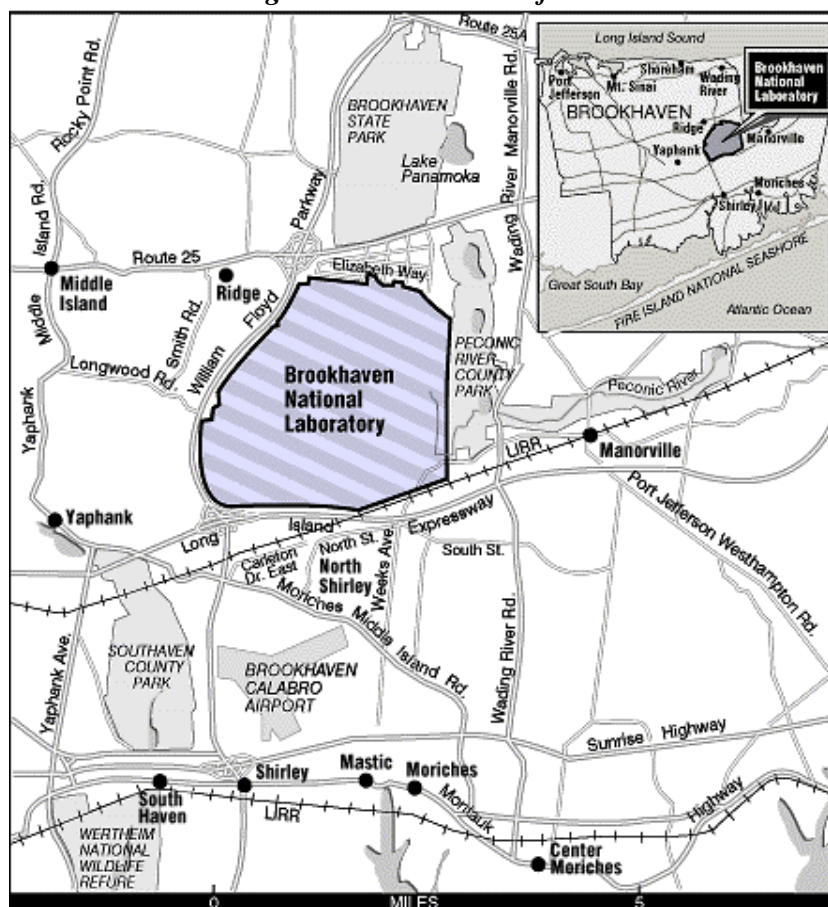 Route 25A
Rocky Point Rd.
BROOKHAVEN
STATE
PARK
Lake
Panamoka
Parkway
Wading River Manorville Rd.
Long Island Sound
Port
Jefferson
Mt. Sinai
Shoreham
Wading
River
Brookhaven
National
Laboratory
BROOKHAVEN
Ridge
Manorville
Yaphank
Moriches
Shirley
Great South Bay
FIRE ISLAND NATIONAL SEASHORE
Atlantic Ocean
Island Rd.
Middle
Island
Route 25
Ridge
Elizabeth Way
Middle
Smith Rd.
William
Floyd
Longwood Rd.
Brookhaven
National
Laboratory
PECONIC
RIVER
COUNTY
PARK
Peconic River
Yaphank
LIRR
Manorville
Yaphank
Long
Island
Expressway
Port Jefferson Westhampton Rd.
Carleton
Dr. East
North St.
North
Shirley
Weeks Ave.
South St.
Moriches Middle Island Rd.
Wading River Rd.
Yaphank Ave.
SOUTHAVEN
COUNTY
PARK
BROOKHAVEN
CALABRO
AIRPORT
Sunrise Highway
South
Haven
Shirley
Mastic
Moriches
Montauk
Highway
LIRR
WERTHEIM
NATIONAL
WILDLIFE
REFURE
Center
Moriches
0 MILES 5